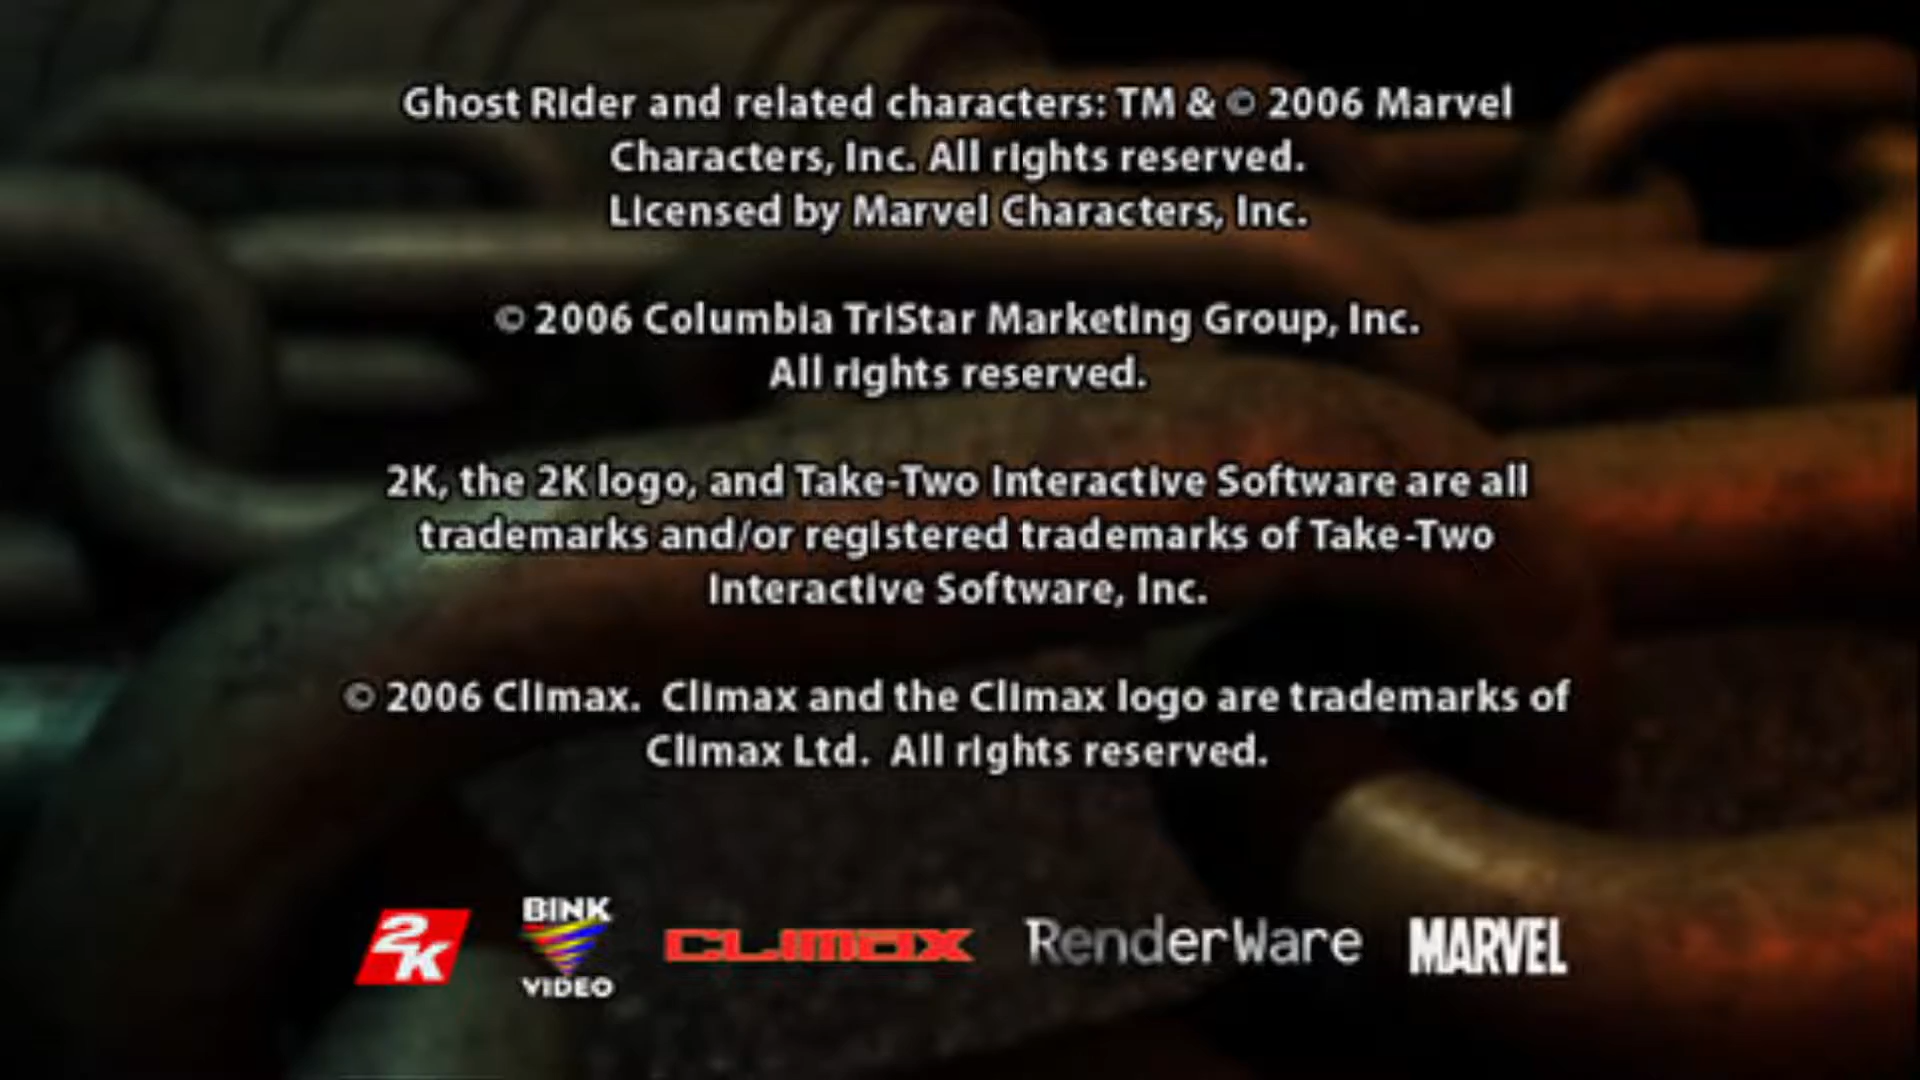 Ghost Rider and related characters: TM & © 2006 Marvel
Characters, Inc. All rights reserved.
Licensed by Marvel Characters, Inc.
© 2006 Columbia TriStar Marketing Group, Inc.
All rights reserved.
2K, the 2K logo, and Take-Two Interactive Software are all
trademarks and/or registered trademarks of Take-Two
Interactive Software, Inc.
© 2006 Climax. Climax and the Climax logo are trademarks of
Climax Ltd. All rights reserved.
2K BINK VIDEO CLIMAX RenderWare MARVEL